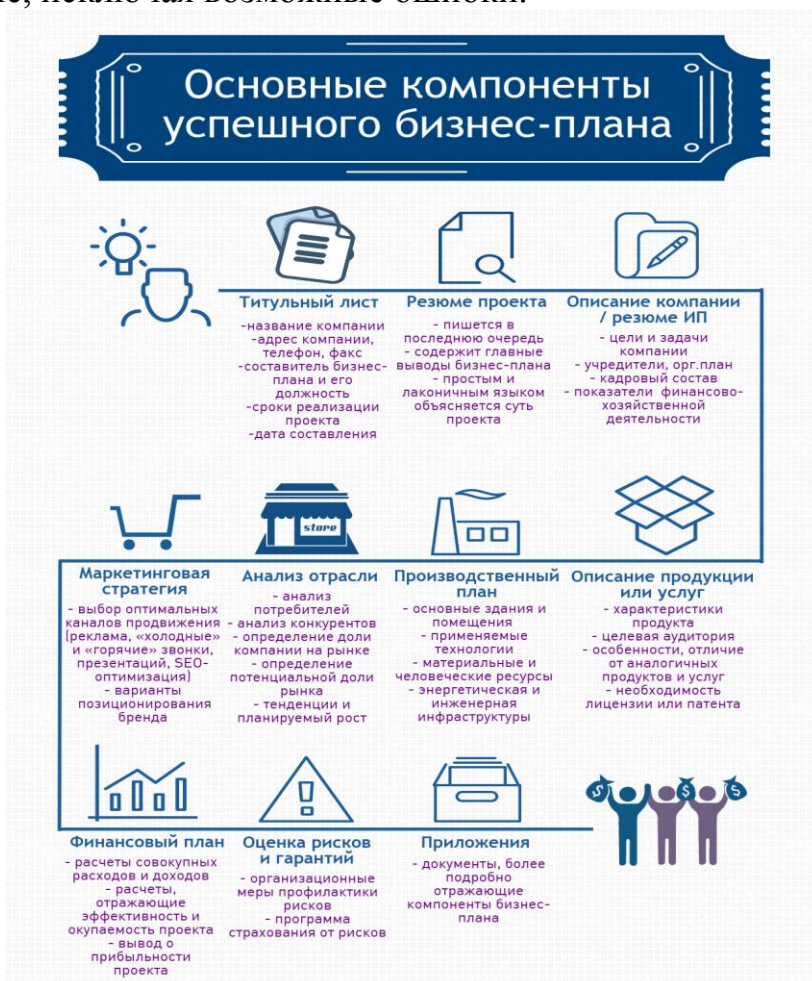 исключая возможные ошибки.
Основные компоненты
успешного бизнес-плана
Титульный лист
-название компании
-адрес компании,
телефон, факс
-составитель бизнес-
плана и его
должность
-сроки реализации
проекта
-дата составления
Резюме проекта
- пишется в
последнюю очередь
- содержит главные
выводы бизнес-плана
- простым и
лаконичным языком
объясняется суть
проекта
Описание компании
/ резюме ИП
- цели и задачи
компании
- учредители, орг.план
- кадровый состав
- показатели финансово-
хозяйственной
деятельности
store
Маркетинговая
стратегия
- выбор оптимальных
каналов продвижения
(реклама, «холодные»
и «горячие» звонки,
презентаций, SEO-
оптимизация)
- варианты
позиционирования
бренда
Анализ отрасли
- анализ
потребителей
- анализ конкурентов
- определение доли
компании на рынке
- определение
потенциальной доли
рынка
- тенденции и
планируемый рост
Производственный
план
- основные здания и
помещения
- применяемые
технологии
- материальные и
человеческие ресурсы
- энергетическая и
инженерная
инфраструктуры
Описание продукции
или услуг
- характеристики
продукта
- целевая аудитория
- особенности, отличие
от аналогичных
продуктов и услуг
- необходимость
лицензии или патента
$ $ $
Финансовый план
- расчеты совокупных
расходов и доходов
- расчеты,
отражающие
эффективность и
окупаемость проекта
- вывод о
прибыльности
проекта
Оценка рисков
и гарантий
- организационные
меры профилактики
рисков
- программа
страхования от рисков
Приложения
- документы, более
подробно
отражающие
компоненты бизнес-
плана